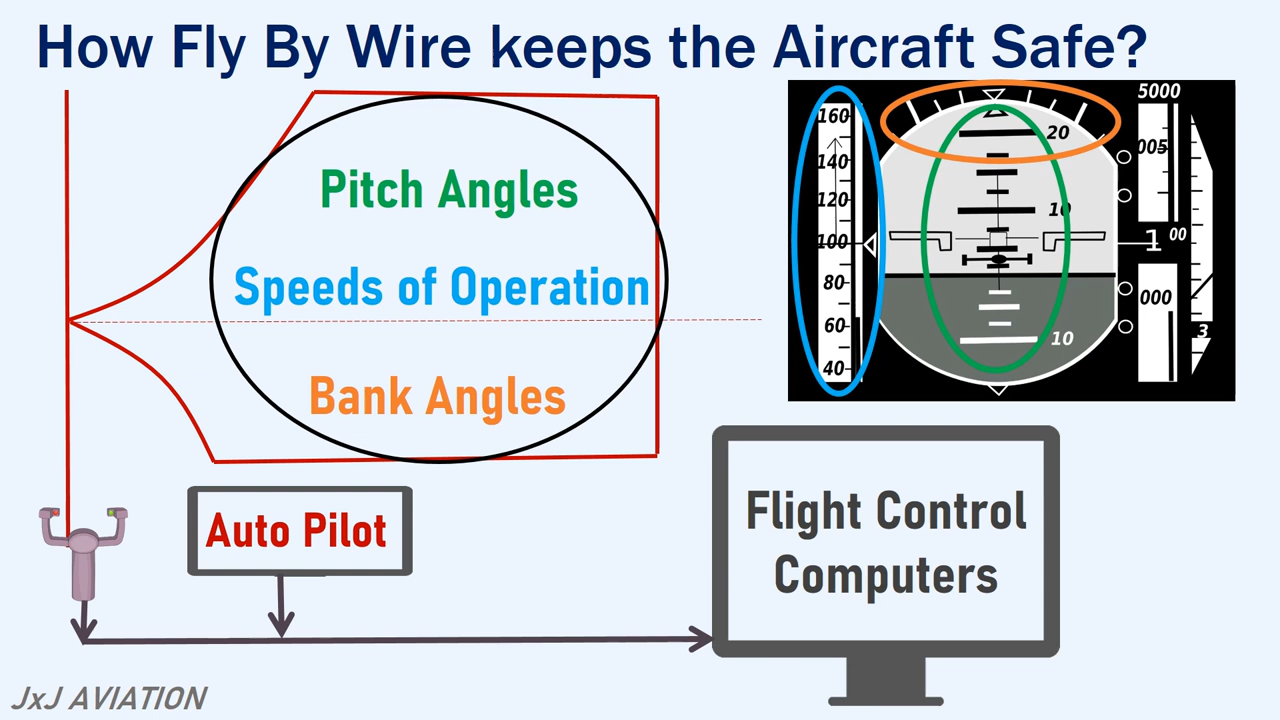 How Fly By Wire keeps the Aircraft Safe?
Pitch Angles
Speeds of Operation
Bank Angles
160
140
120
100
80
60
40
20
10
10
5000
005
1 00
000
3
Auto Pilot
Flight Control
Computers
JxJ AVIATION